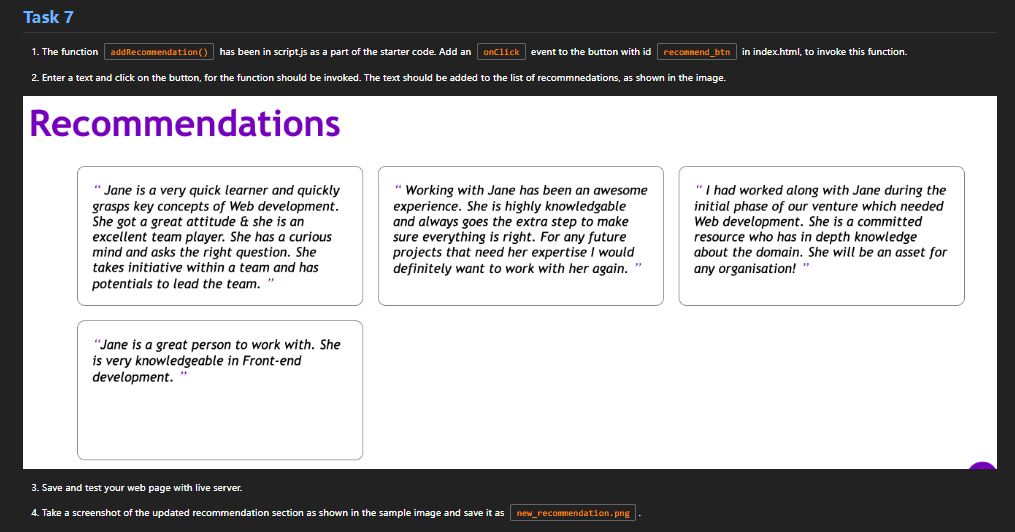 Task 7
1. The function addRecommendation() has been in script.js as a part of the starter code. Add an onClick event to the button with id recommend_btn in index.html, to invoke this function.
2. Enter a text and click on the button, for the function should be invoked. The text should be added to the list of recommnedations, as shown in the image.
Recommendations
“ Jane is a very quick learner and quickly
grasps key concepts of Web development.
She got a great attitude & she is an
excellent team player. She has a curious
mind and asks the right question. She
takes initiative within a team and has
potentials to lead the team. ”
“ Working with Jane has been an awesome
experience. She is highly knowledgable
and always goes the extra step to make
sure everything is right. For any future
projects that need her expertise I would
definitely want to work with her again. ”
“ I had worked along with Jane during the
initial phase of our venture which needed
Web development. She is a committed
resource who has in depth knowledge
about the domain. She will be an asset for
any organisation! ”
“Jane is a great person to work with. She
is very knowledgeable in Front-end
development. ”
3. Save and test your web page with live server.
4. Take a screenshot of the updated recommendation section as shown in the sample image and save it as new_recommendation.png .